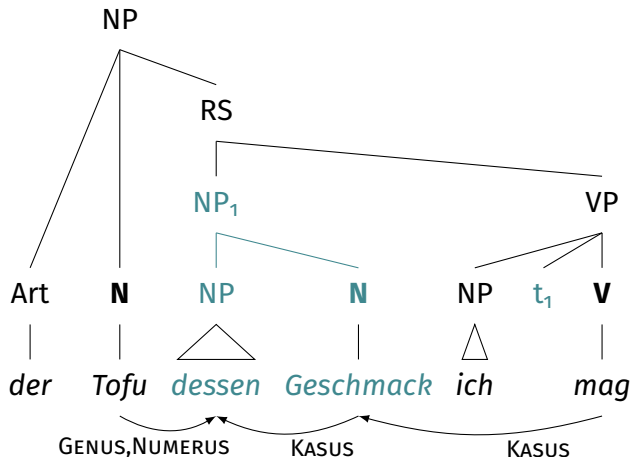 NP
RS
NP₁ VP
Art N NP N NP t₁ V
der Tofu dessen Geschmack ich mag
GENUS,NUMERUS KASUS KASUS